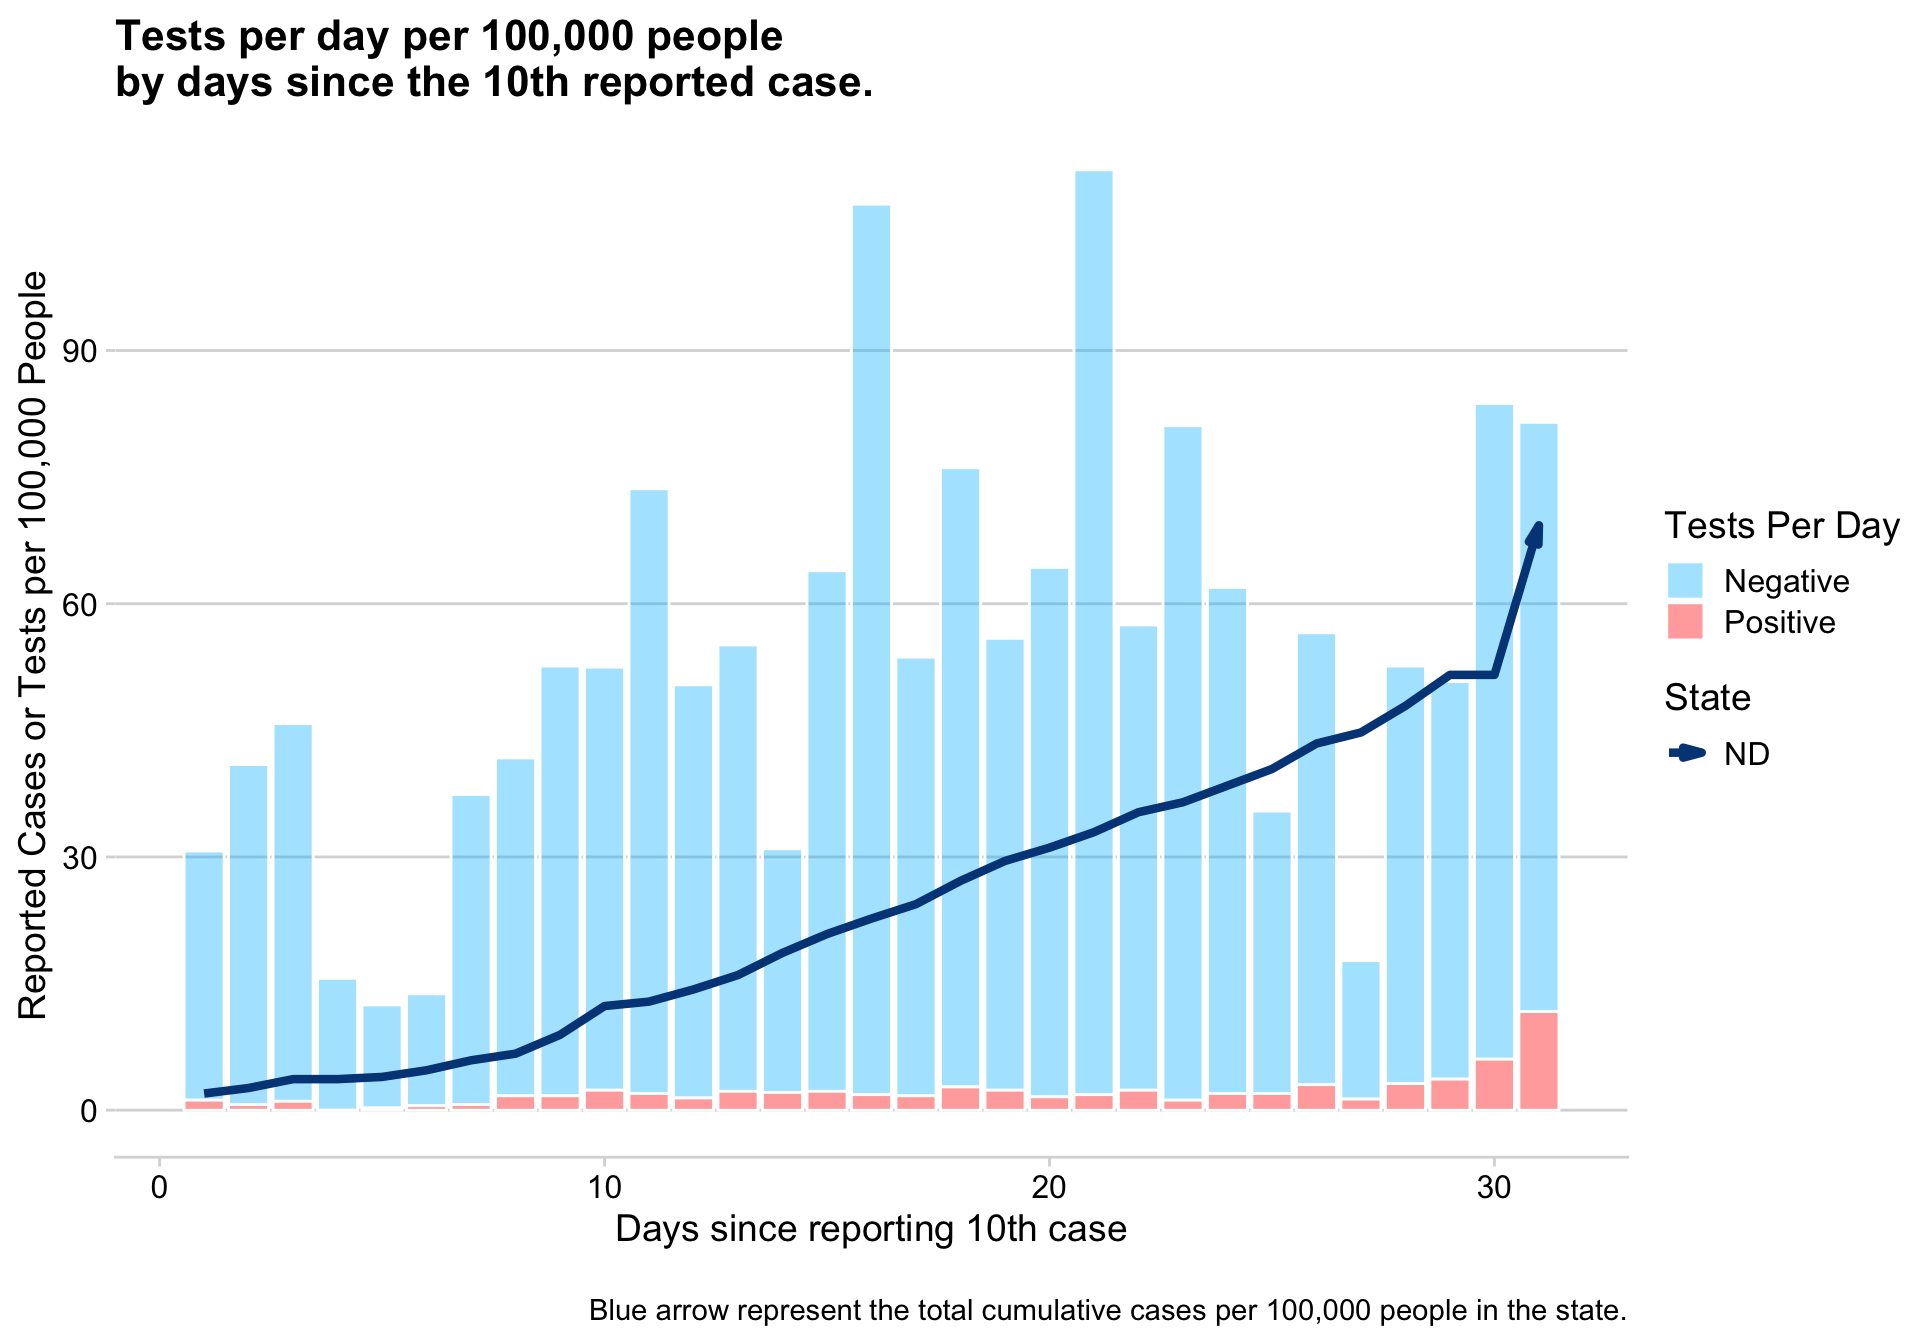 Tests per day per 100,000 people
by days since the 10th reported case.
Reported Cases or Tests per 100,000 People
90
60
30
0
0
10
20
30
Days since reporting 10th case
Tests Per Day
Negative
Positive
State
ND
Blue arrow represent the total cumulative cases per 100,000 people in the state.